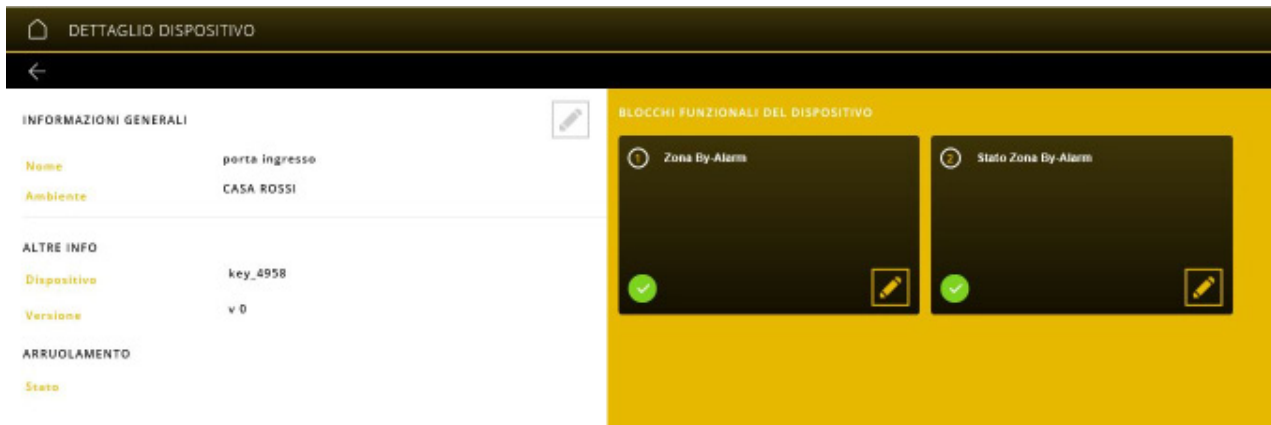 DETTAGLIO DISPOSITIVO
INFORMAZIONI GENERALI
Nome porta ingresso
Ambiente CASA ROSSI
ALTRE INFO
Dispositivo key_4958
Versione v 0
ARRUOLAMENTO
Stato
BLOCCHI FUNZIONALI DEL DISPOSITIVO
1 Zona By-Alarm
2 Stato Zona By-Alarm